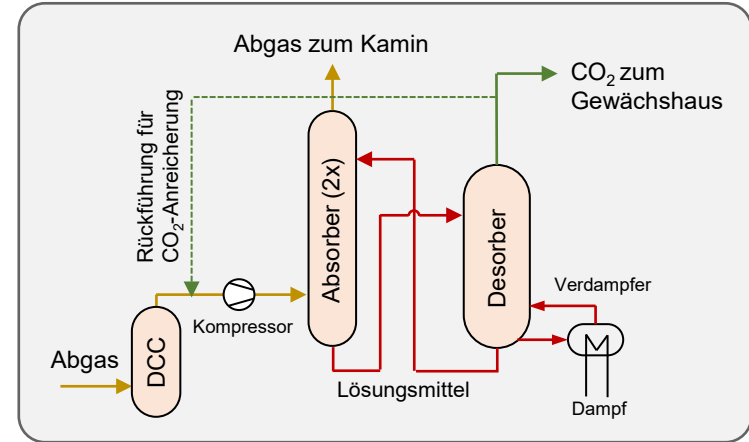 Abgas zum Kamin
CO₂ zum
Gewächshaus
Rückführung für
CO₂-Anreicherung
Absorber (2x)
Desorber
Verdampfer
Kompressor
DCC
Abgas
Lösungsmittel
Dampf